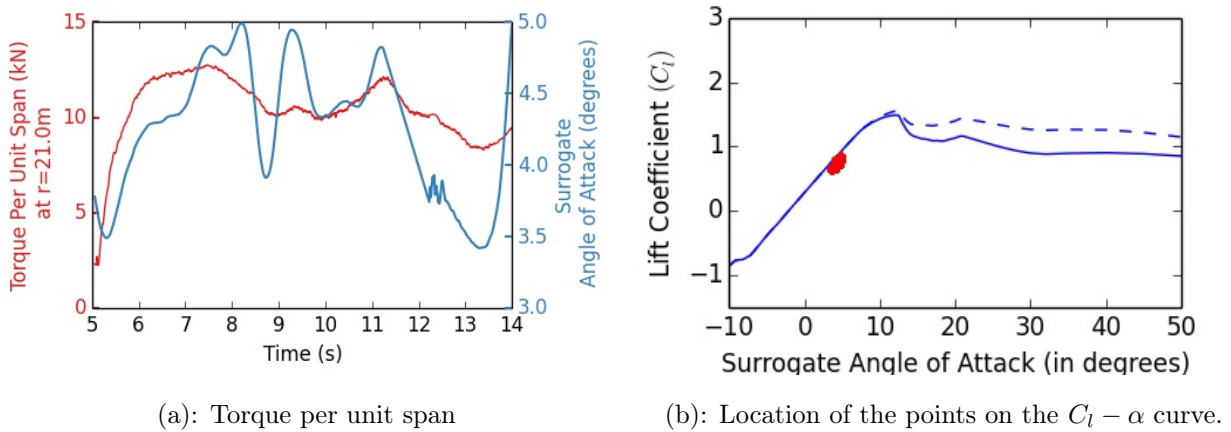 Torque Per Unit Span (kN)
at r=21.0m
15
10
5
0
5 6 7 8 9 10 11 12 13 14
Time (s)
5.0
4.5
4.0
3.5
3.0
Surrogate
Angle of Attack (degrees)
(a): Torque per unit span
Lift Coefficient (C_l)
3
2
1
0
−1
−10 0 10 20 30 40 50
Surrogate Angle of Attack (in degrees)
(b): Location of the points on the C_l − α curve.